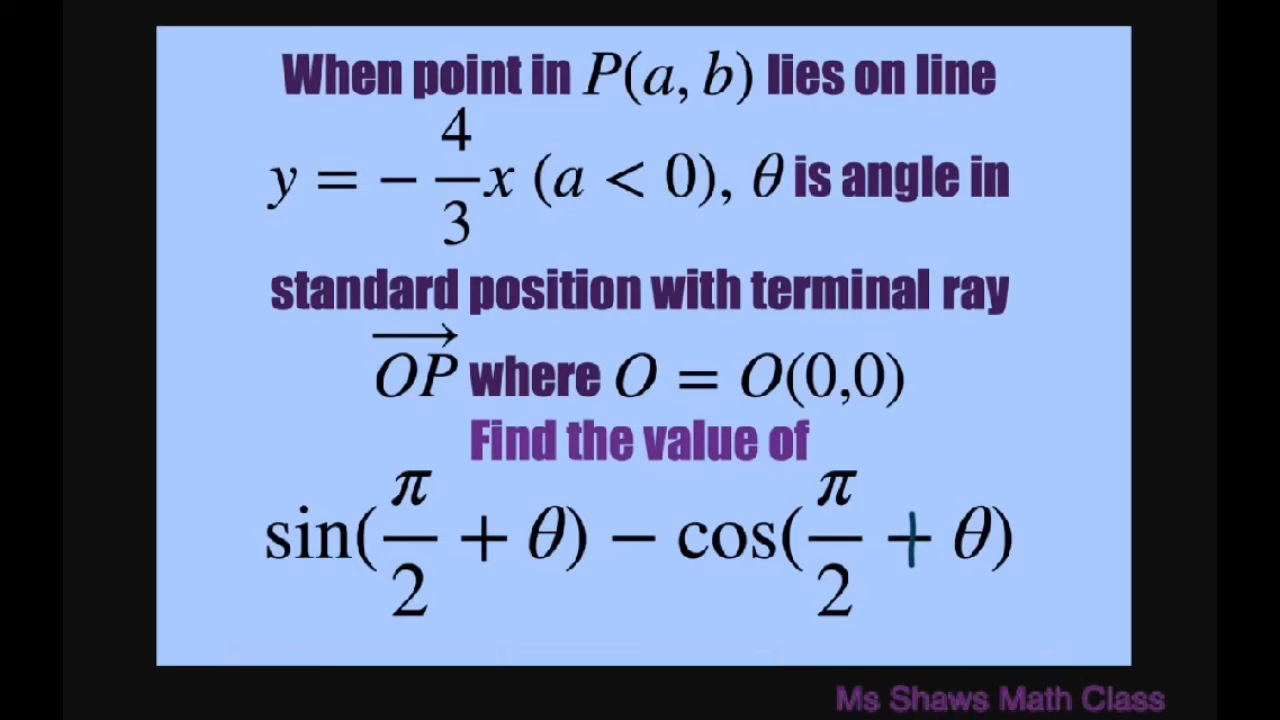 When point in P(a, b) lies on line
y = − 4/3 x (a < 0), θ is angle in
standard position with terminal ray
OP→ where O = O(0,0)
Find the value of
sin(π/2 + θ) − cos(π/2 + θ)
Ms Shaws Math Class